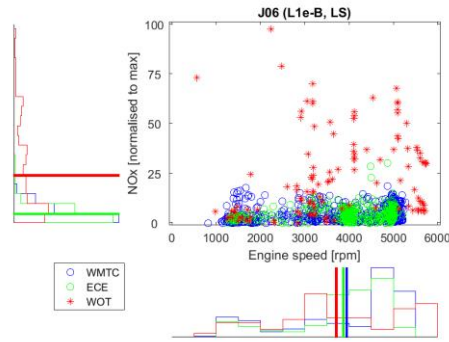 J06 (L1e-B, LS)
100
75
50
25
0
NOx [normalised to max]
0 1000 2000 3000 4000 5000 6000
Engine speed [rpm]
WMTC
ECE
WOT